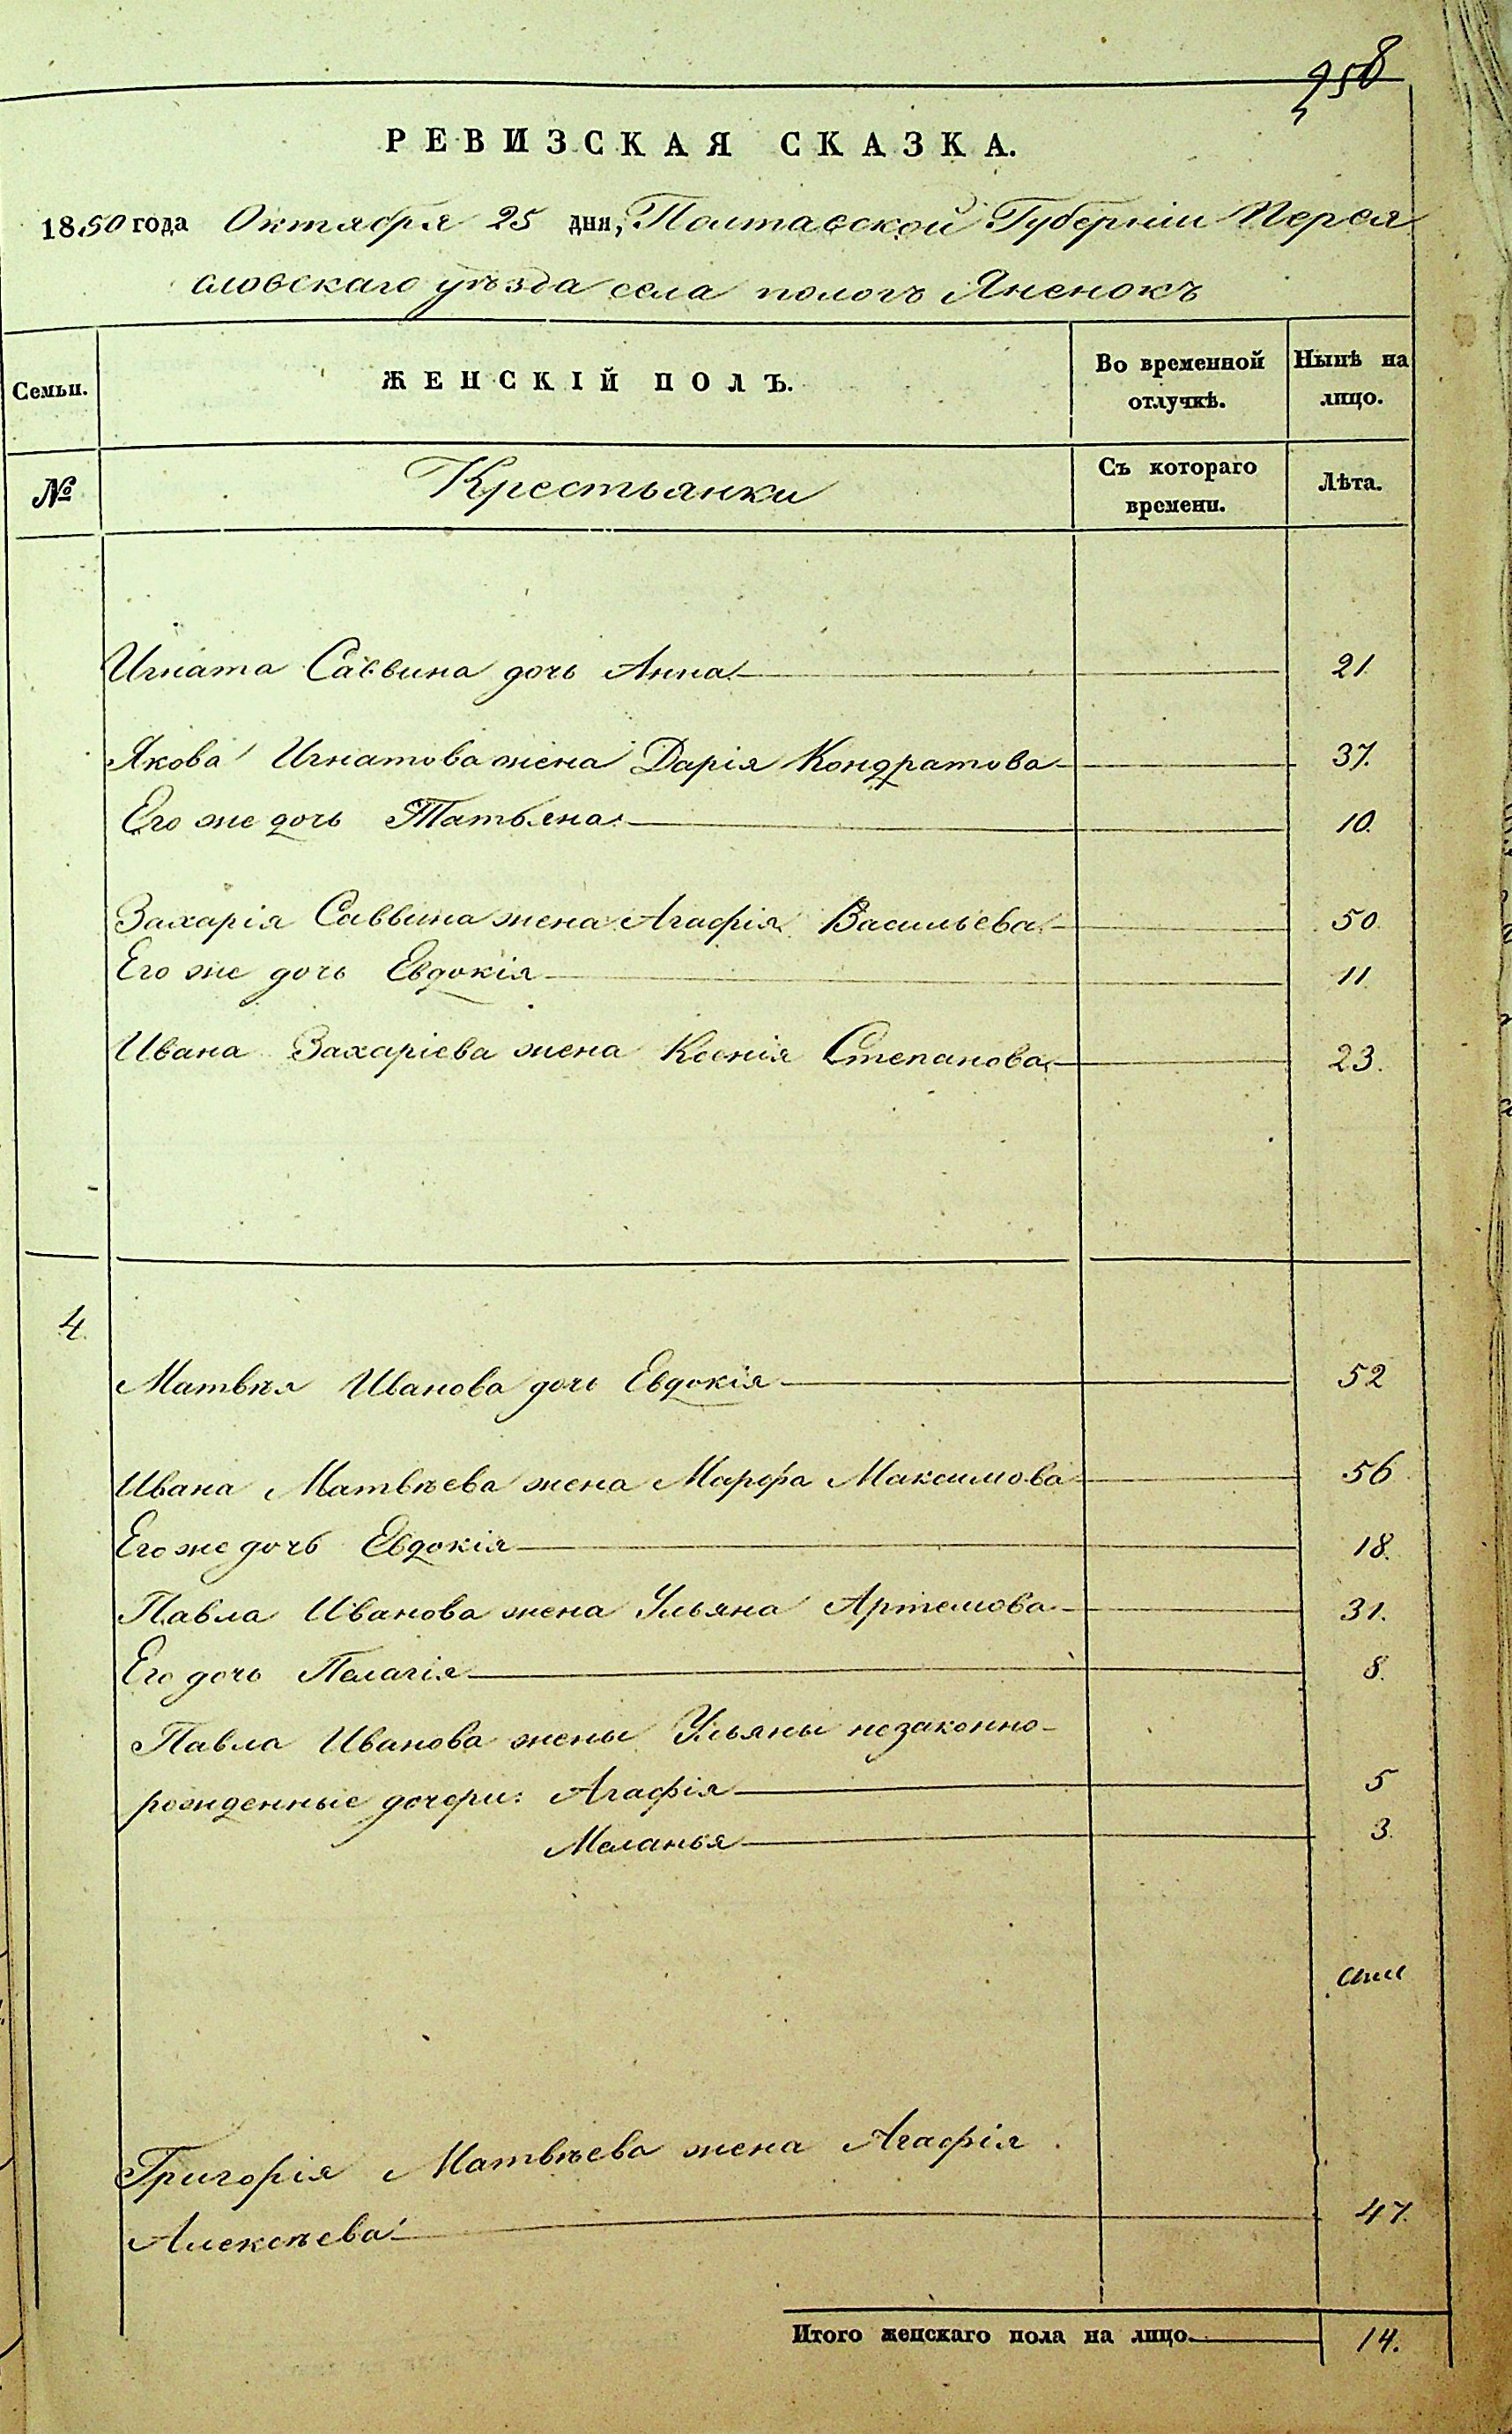 958
РЕВИЗСКАЯ СКАЗКА.
1850 года Октября 25 дня, Полтавской Губерніи Перея
словскаго уѣзда села пологъ Яненокъ
Семьи.
ЖЕНСКІЙ ПОЛЪ.
Во временной отлучкѣ.
Нынѣ на лицо.
№
Крестьянки
Съ котораго времени.
Лѣта.
Игната Саввина дочь Анна 21
Якова Игнатова жена Дарія Кондратова 37.
Его же дочь Татьяна 10.
Захарія Саввина жена Агафія Васильева 50
Его же дочь Евдокія 11
Ивана Захаріева жена Ксенія Степанова 23.
4.
Матвѣя Иванова дочь Евдокія 52
Ивана Матвѣева жена Марфа Максимова 56
Его же дочь Евдокія 18.
Павла Иванова жена Ульяна Артемова 31.
Его дочь Пелагія 8.
Павла Иванова жены Ульяны незаконно-
рожденные дочери: Агафія 5
Меланья 3.
Григорія Матвѣева жена Агафія
Алексѣева 47.
Итого женскаго пола на лицо 14.